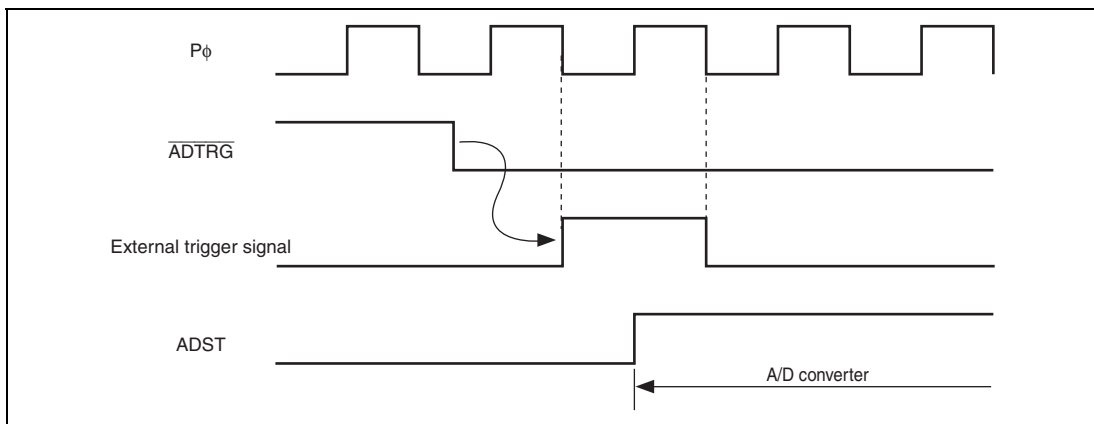 Pϕ
ADTRG
External trigger signal
ADST
A/D converter